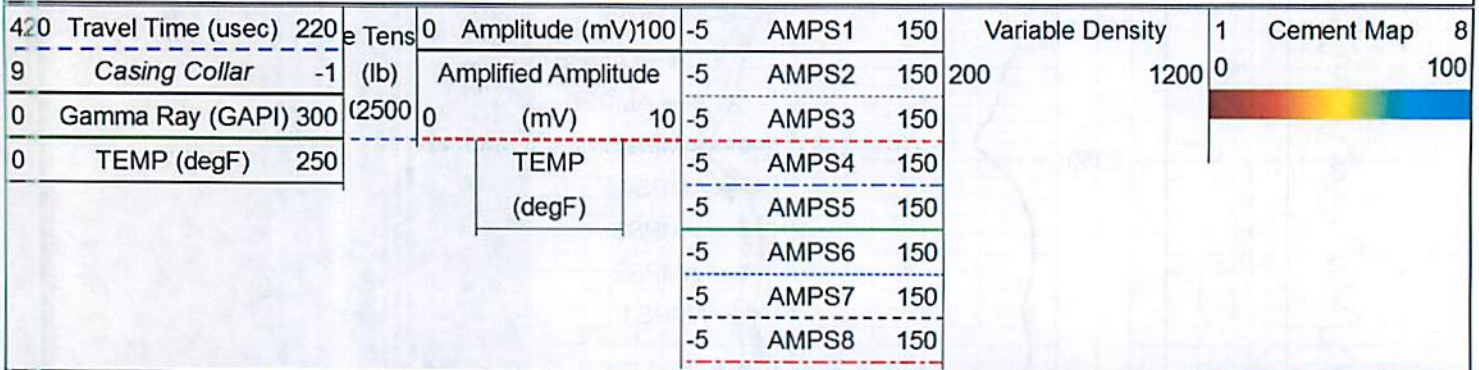 420 Travel Time (usec) 220
9 Casing Collar -1
0 Gamma Ray (GAPI) 300
0 TEMP (degF) 250
e Tens
(lb)
(2500
0 Amplitude (mV)100
Amplified Amplitude
0 (mV) 10
TEMP
(degF)
-5 AMPS1 150
-5 AMPS2 150
-5 AMPS3 150
-5 AMPS4 150
-5 AMPS5 150
-5 AMPS6 150
-5 AMPS7 150
-5 AMPS8 150
Variable Density
200 1200
1 Cement Map 8
0 100